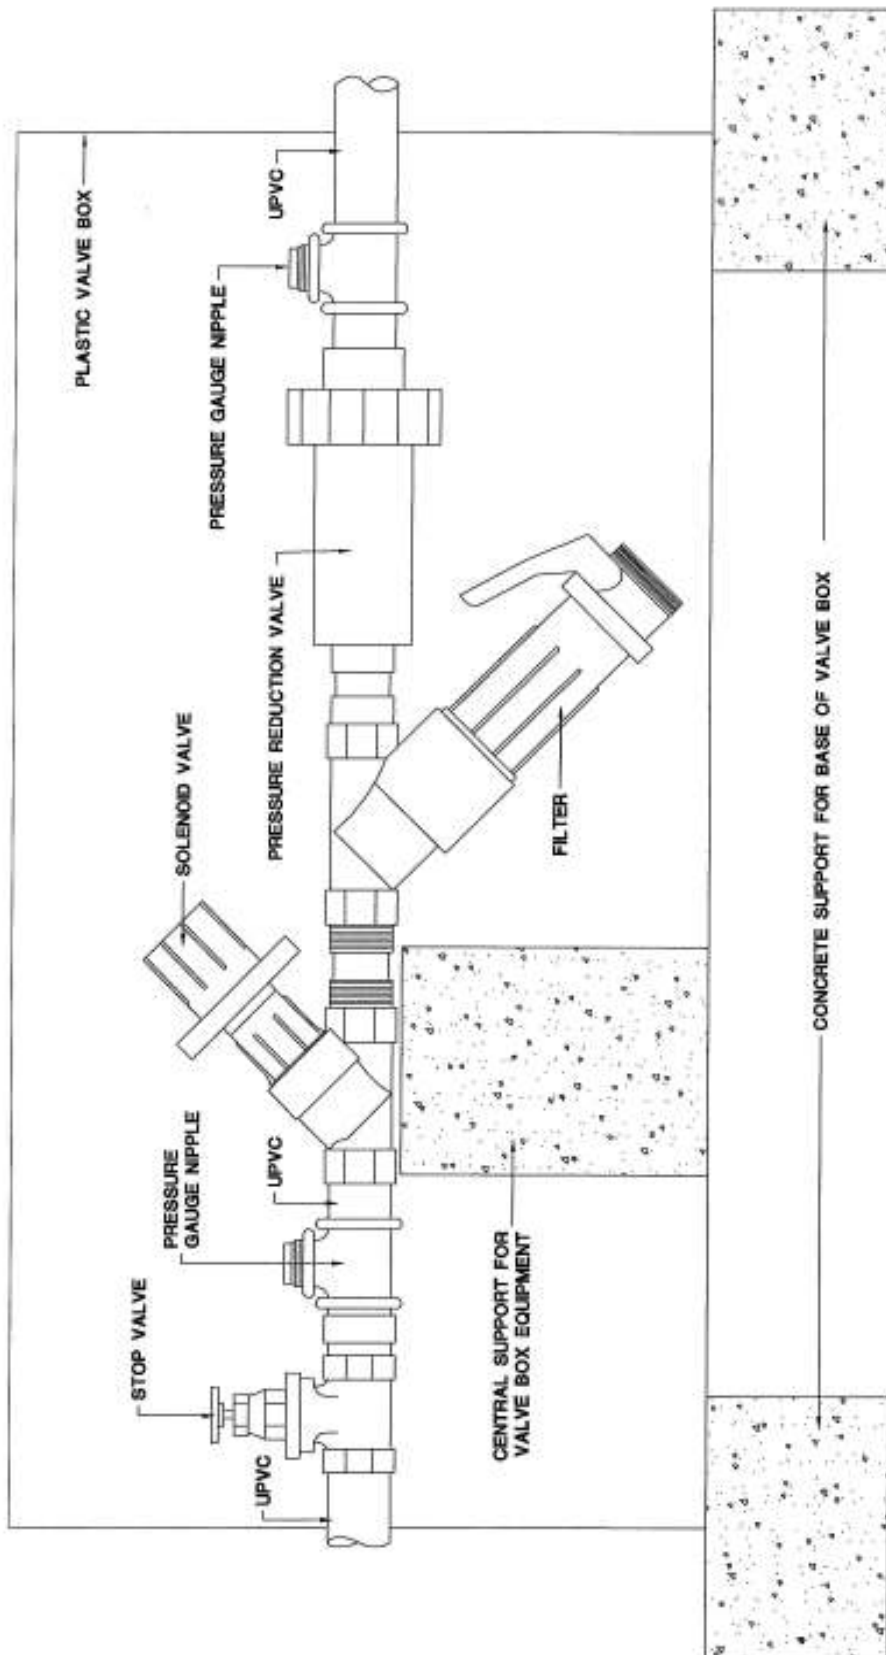 PLASTIC VALVE BOX
UPVC
PRESSURE GAUGE NIPPLE
PRESSURE REDUCTION VALVE
SOLENOID VALVE
FILTER
PRESSURE
GAUGE NIPPLE
UPVC
STOP VALVE
UPVC
CENTRAL SUPPORT FOR
VALVE BOX EQUIPMENT
CONCRETE SUPPORT FOR BASE OF VALVE BOX